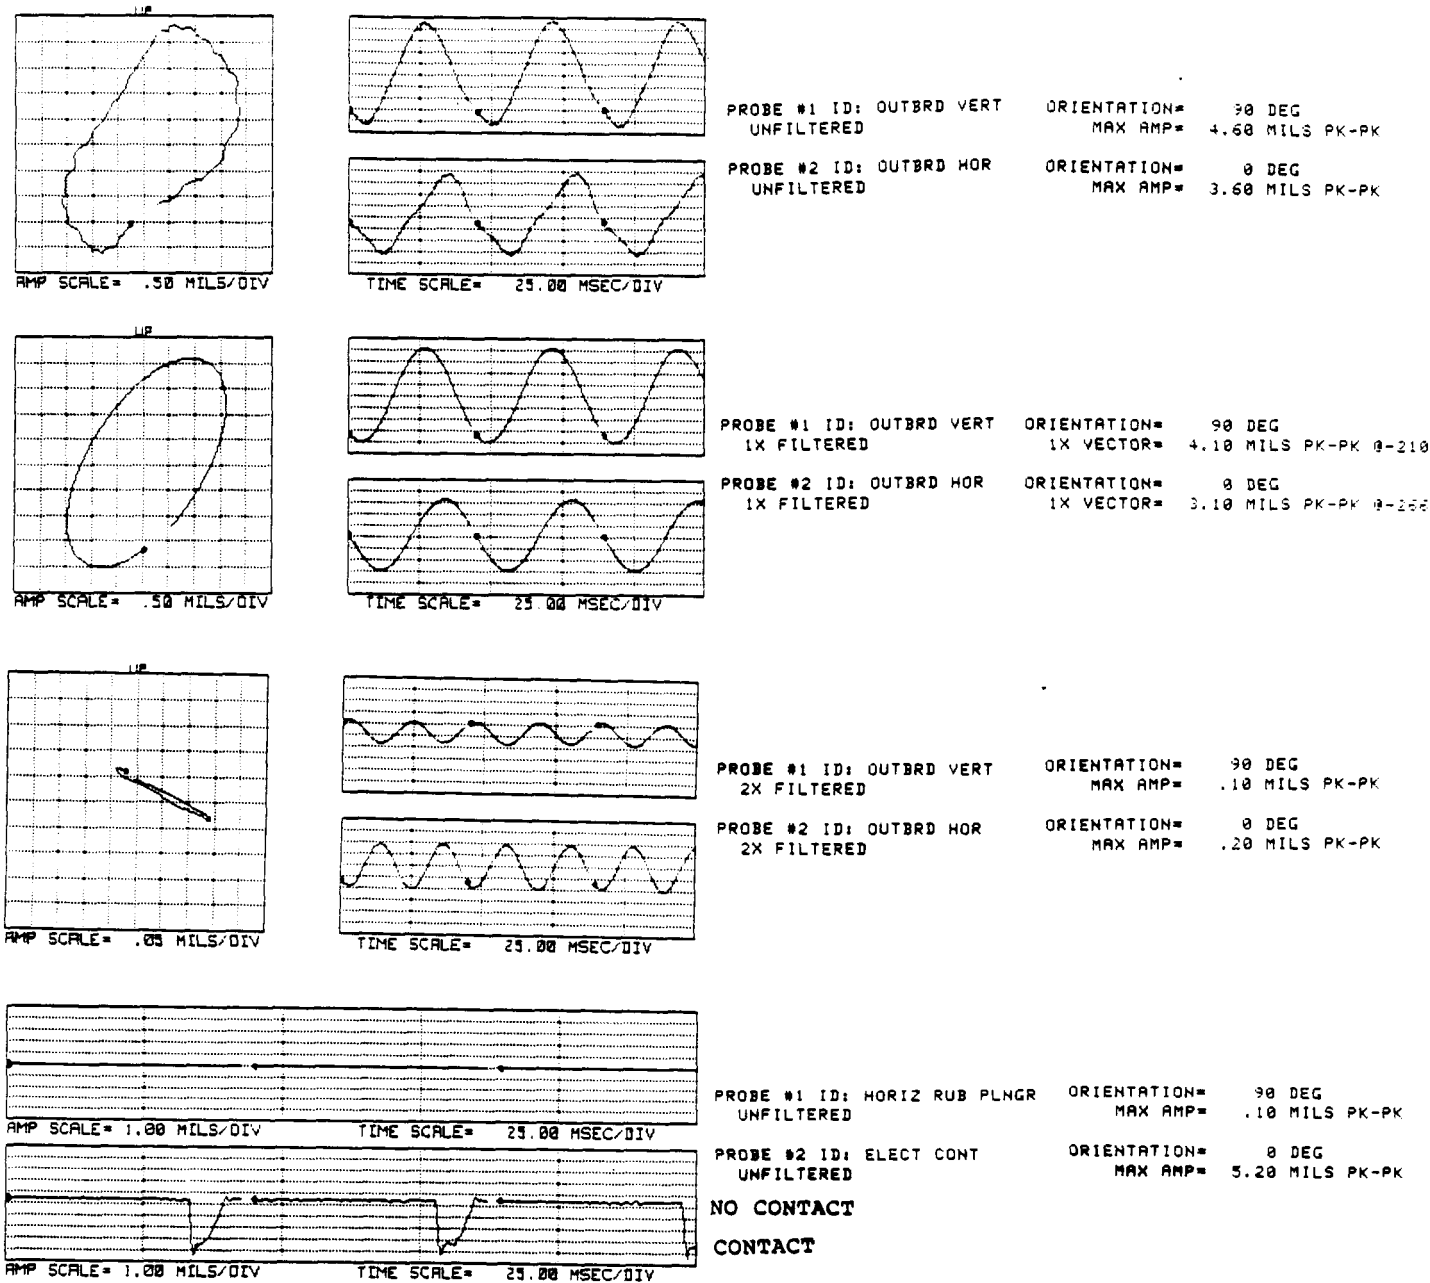 UP
PROBE #1 ID: OUTBRD VERT ORIENTATION= 90 DEG
UNFILTERED MAX AMP= 4.60 MILS PK-PK
PROBE #2 ID: OUTBRD HOR ORIENTATION= 0 DEG
UNFILTERED MAX AMP= 3.60 MILS PK-PK
AMP SCALE= .50 MILS/DIV TIME SCALE= 25.00 MSEC/DIV
UP
PROBE #1 ID: OUTBRD VERT ORIENTATION= 90 DEG
1X FILTERED 1X VECTOR= 4.10 MILS PK-PK @-210
PROBE #2 ID: OUTBRD HOR ORIENTATION= 0 DEG
1X FILTERED 1X VECTOR= 3.10 MILS PK-PK
AMP SCALE= .50 MILS/DIV TIME SCALE= 25.00 MSEC/DIV
UP
PROBE #1 ID: OUTBRD VERT ORIENTATION= 90 DEG
2X FILTERED MAX AMP= .10 MILS PK-PK
PROBE #2 ID: OUTBRD HOR ORIENTATION= 0 DEG
2X FILTERED MAX AMP= .20 MILS PK-PK
AMP SCALE= .05 MILS/DIV TIME SCALE= 25.00 MSEC/DIV
PROBE #1 ID: HORIZ RUB PLNGR ORIENTATION= 90 DEG
UNFILTERED MAX AMP= .10 MILS PK-PK
AMP SCALE= 1.00 MILS/DIV TIME SCALE= 25.00 MSEC/DIV
PROBE #2 ID: ELECT CONT ORIENTATION= 0 DEG
UNFILTERED MAX AMP= 5.20 MILS PK-PK
NO CONTACT
CONTACT
AMP SCALE= 1.00 MILS/DIV TIME SCALE= 25.00 MSEC/DIV